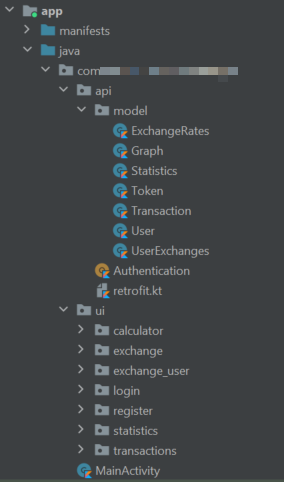 app
manifests
java
com
api
model
ExchangeRates
Graph
Statistics
Token
Transaction
User
UserExchanges
Authentication
retrofit.kt
ui
calculator
exchange
exchange_user
login
register
statistics
transactions
MainActivity